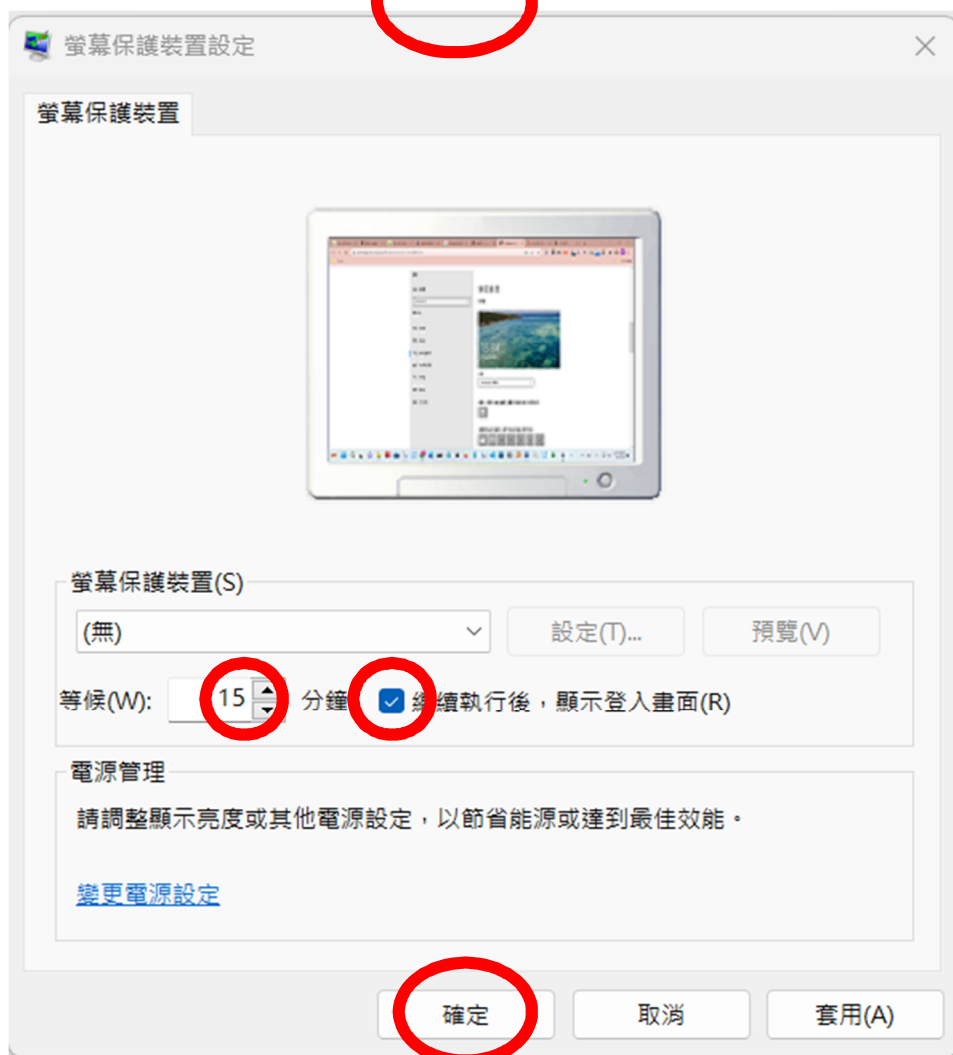 螢幕保護裝置設定
螢幕保護裝置
螢幕保護裝置(S)
(無)
設定(T)...
預覽(V)
等候(W): 15 分鐘 繼續執行後，顯示登入畫面(R)
電源管理
請調整顯示亮度或其他電源設定，以節省能源或達到最佳效能。
變更電源設定
確定
取消
套用(A)